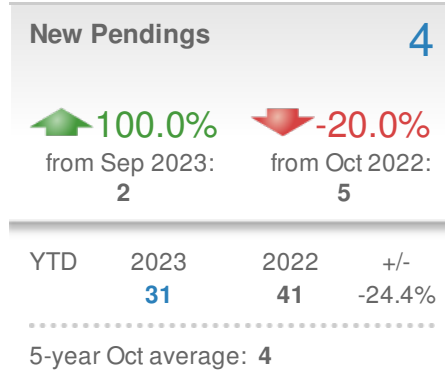 New Pendings 4
100.0% -20.0%
from Sep 2023: from Oct 2022:
2 5
YTD 2023 2022 +/-
31 41 -24.4%
5-year Oct average: 4